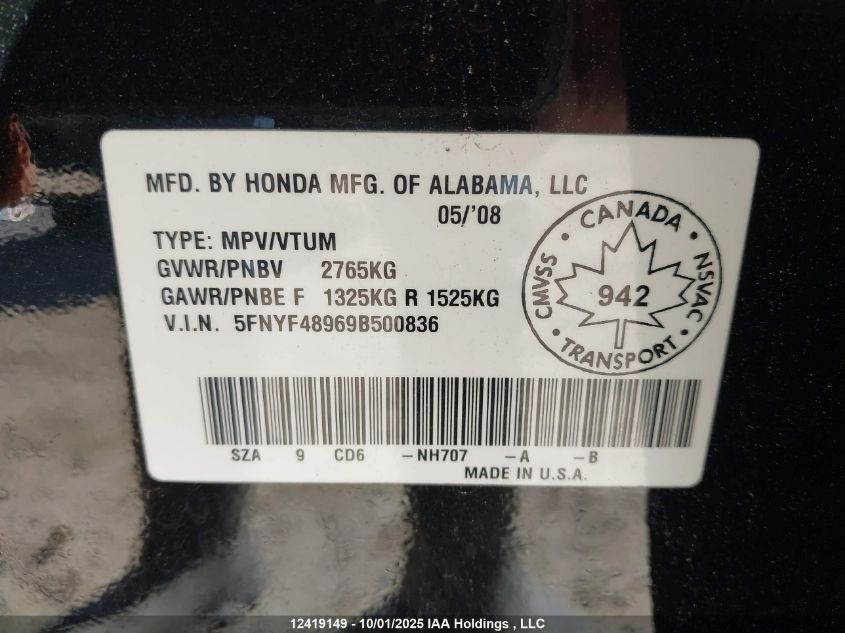 MFD. BY HONDA MFG. OF ALABAMA, LLC
05/'08
TYPE: MPV/VTUM
GVWR/PNBV 2765KG
GAWR/PNBE F 1325KG R 1525KG
V.I.N. 5FNYF48969B500836
CANADA
CMVSS
942
NSVAC
TRANSPORT
SZA 9 CD6 -NH707 -A -B
MADE IN U.S.A.
12419149 - 10/01/2025 IAA Holdings , LLC